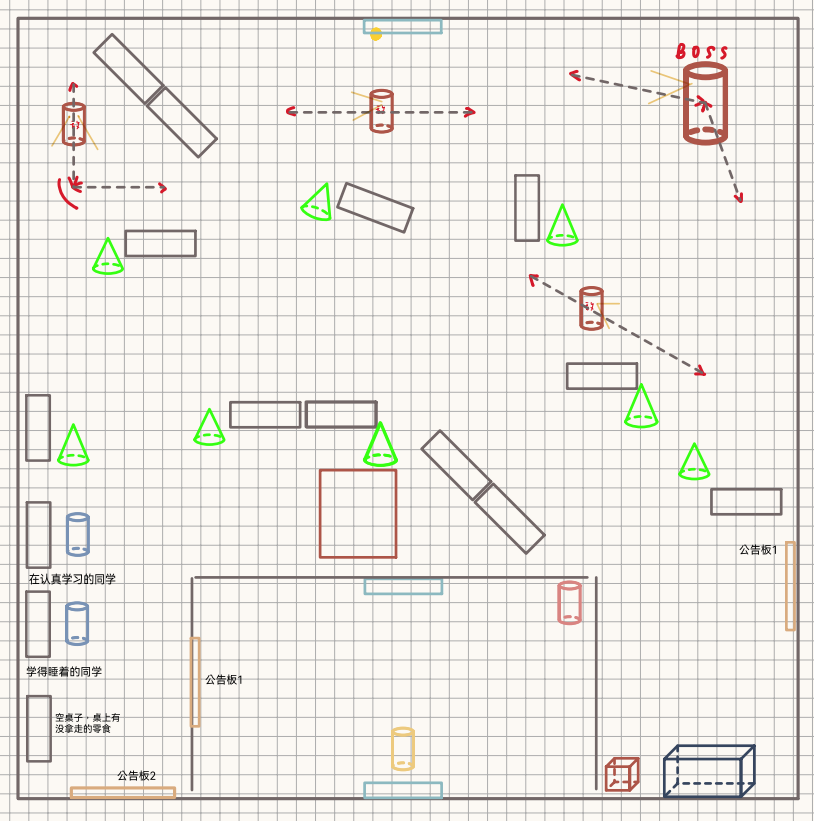 BOSS
公告板1
在认真学习的同学
学得睡着的同学
公告板1
空桌子，桌上有
没拿走的零食
公告板2